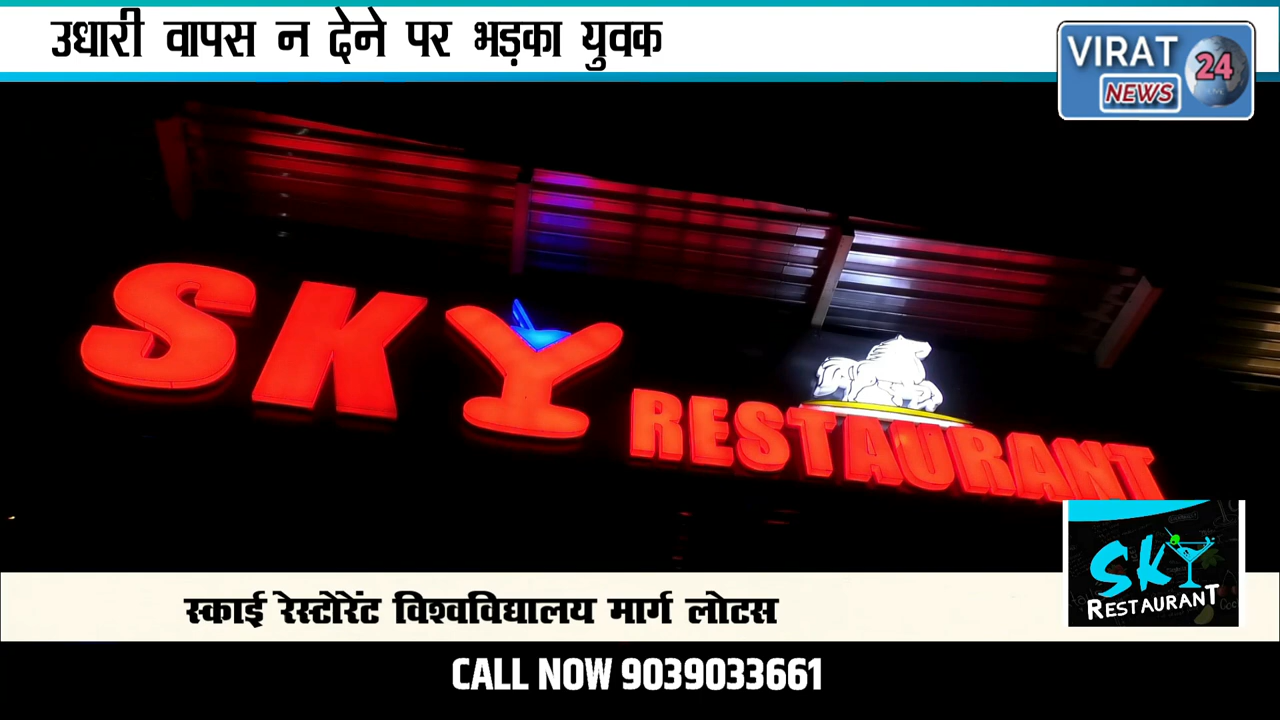 उधारी वापस न देने पर भड़का युवक
VIRAT
24
NEWS
SKY RESTAURANT
SKY
RESTAURANT
स्काई रेस्टोरेंट विश्वविद्यालय मार्ग लोटस
CALL NOW 9039033661